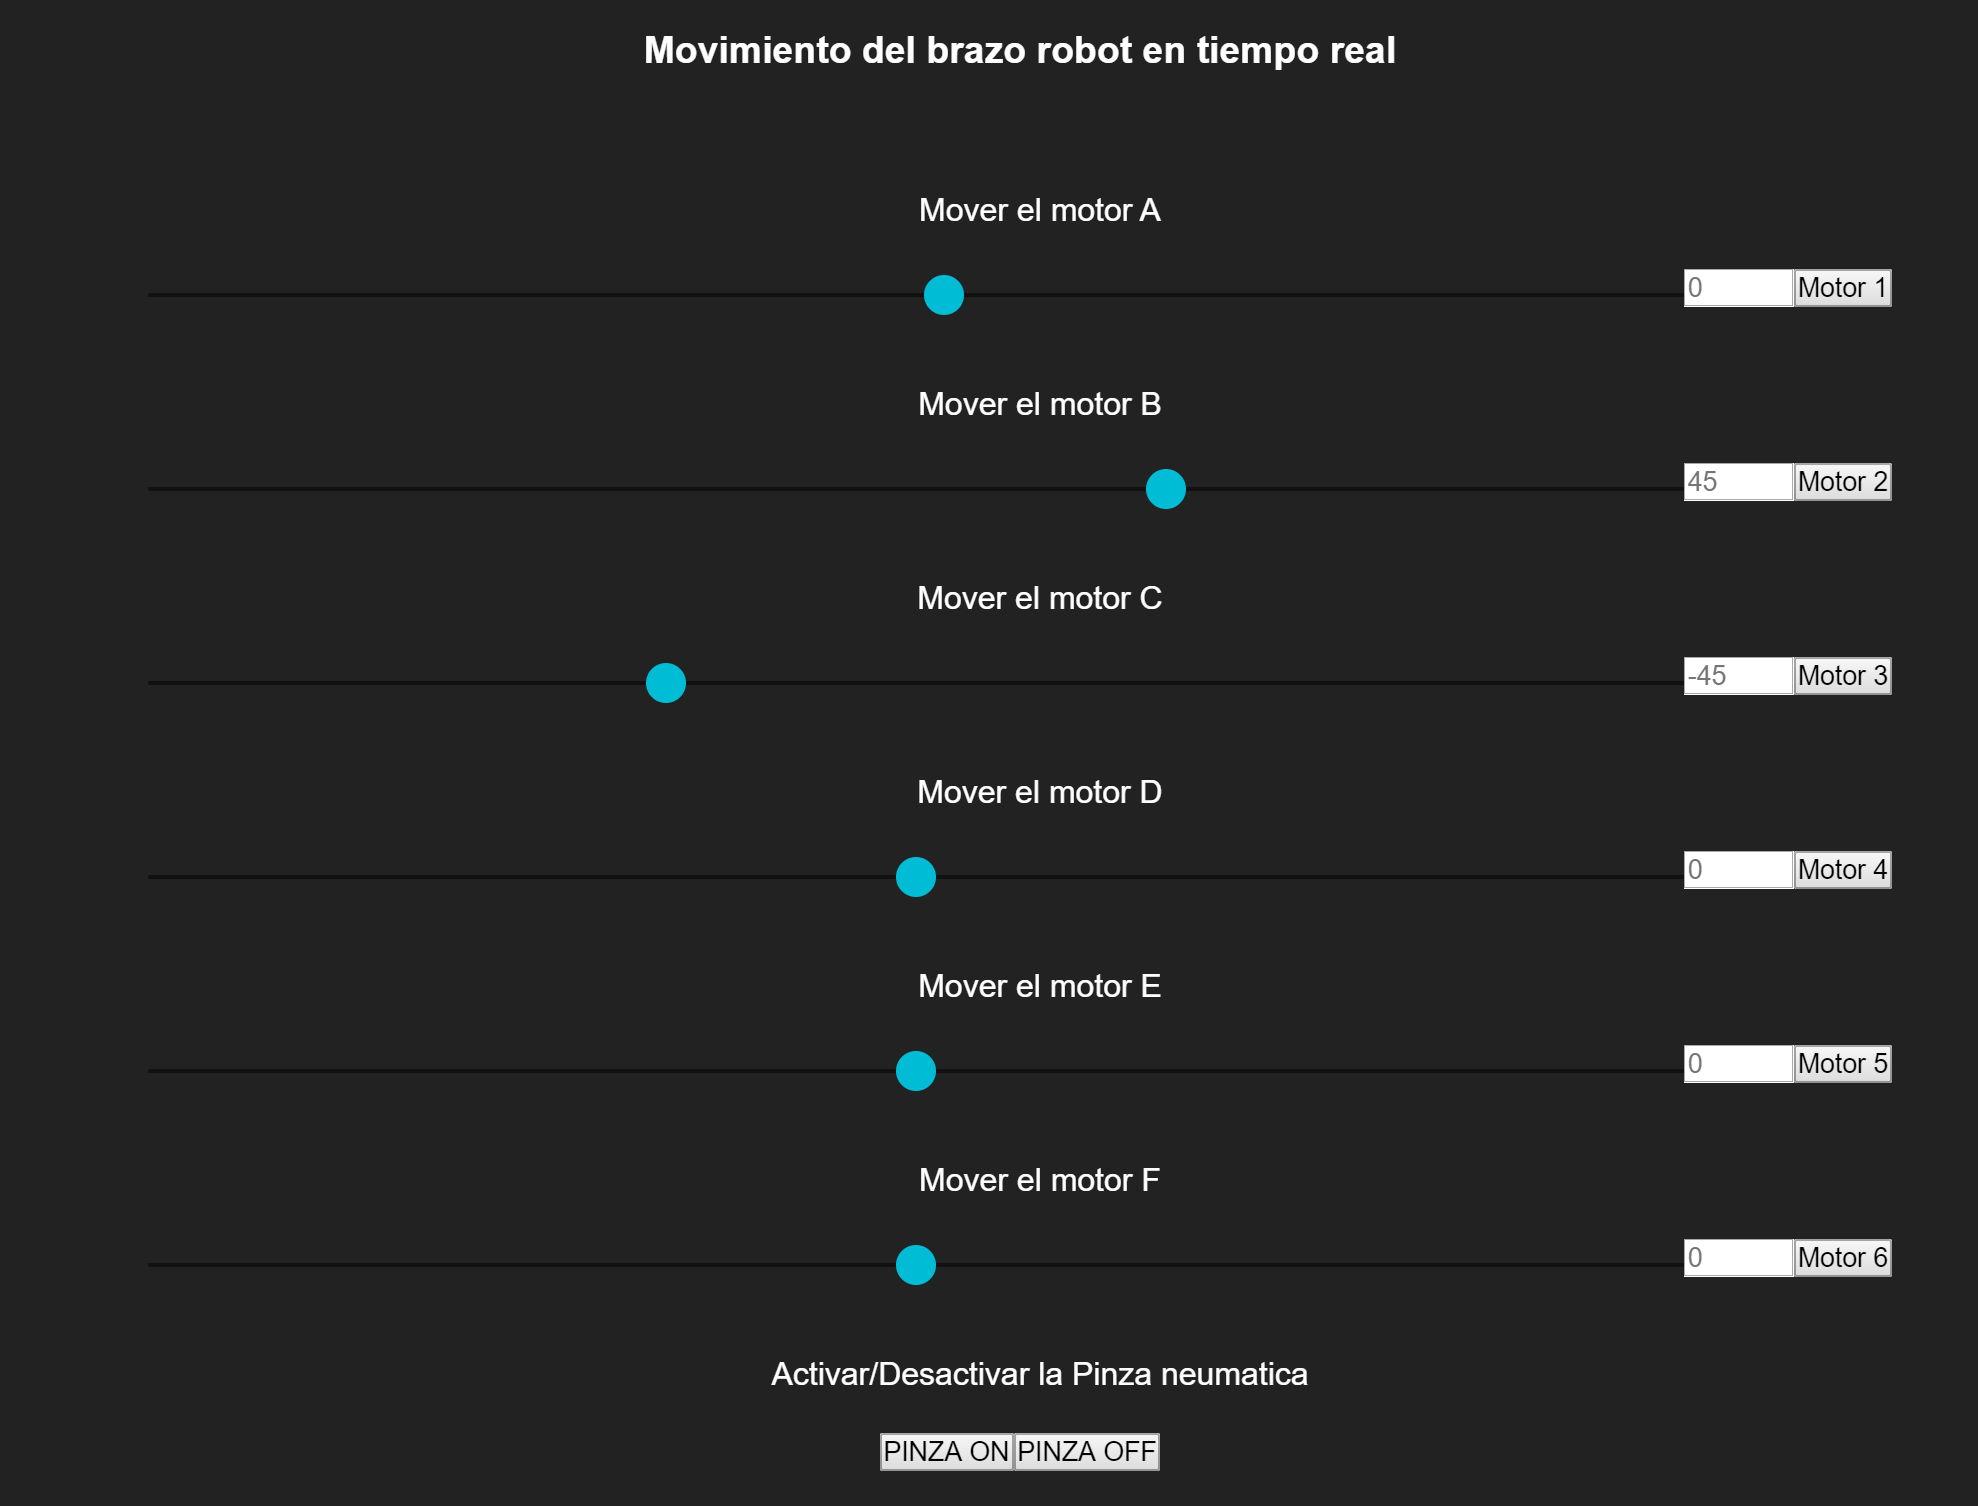 Movimiento del brazo robot en tiempo real
Mover el motor A
0 Motor 1
Mover el motor B
45 Motor 2
Mover el motor C
-45 Motor 3
Mover el motor D
0 Motor 4
Mover el motor E
0 Motor 5
Mover el motor F
0 Motor 6
Activar/Desactivar la Pinza neumatica
PINZA ON PINZA OFF